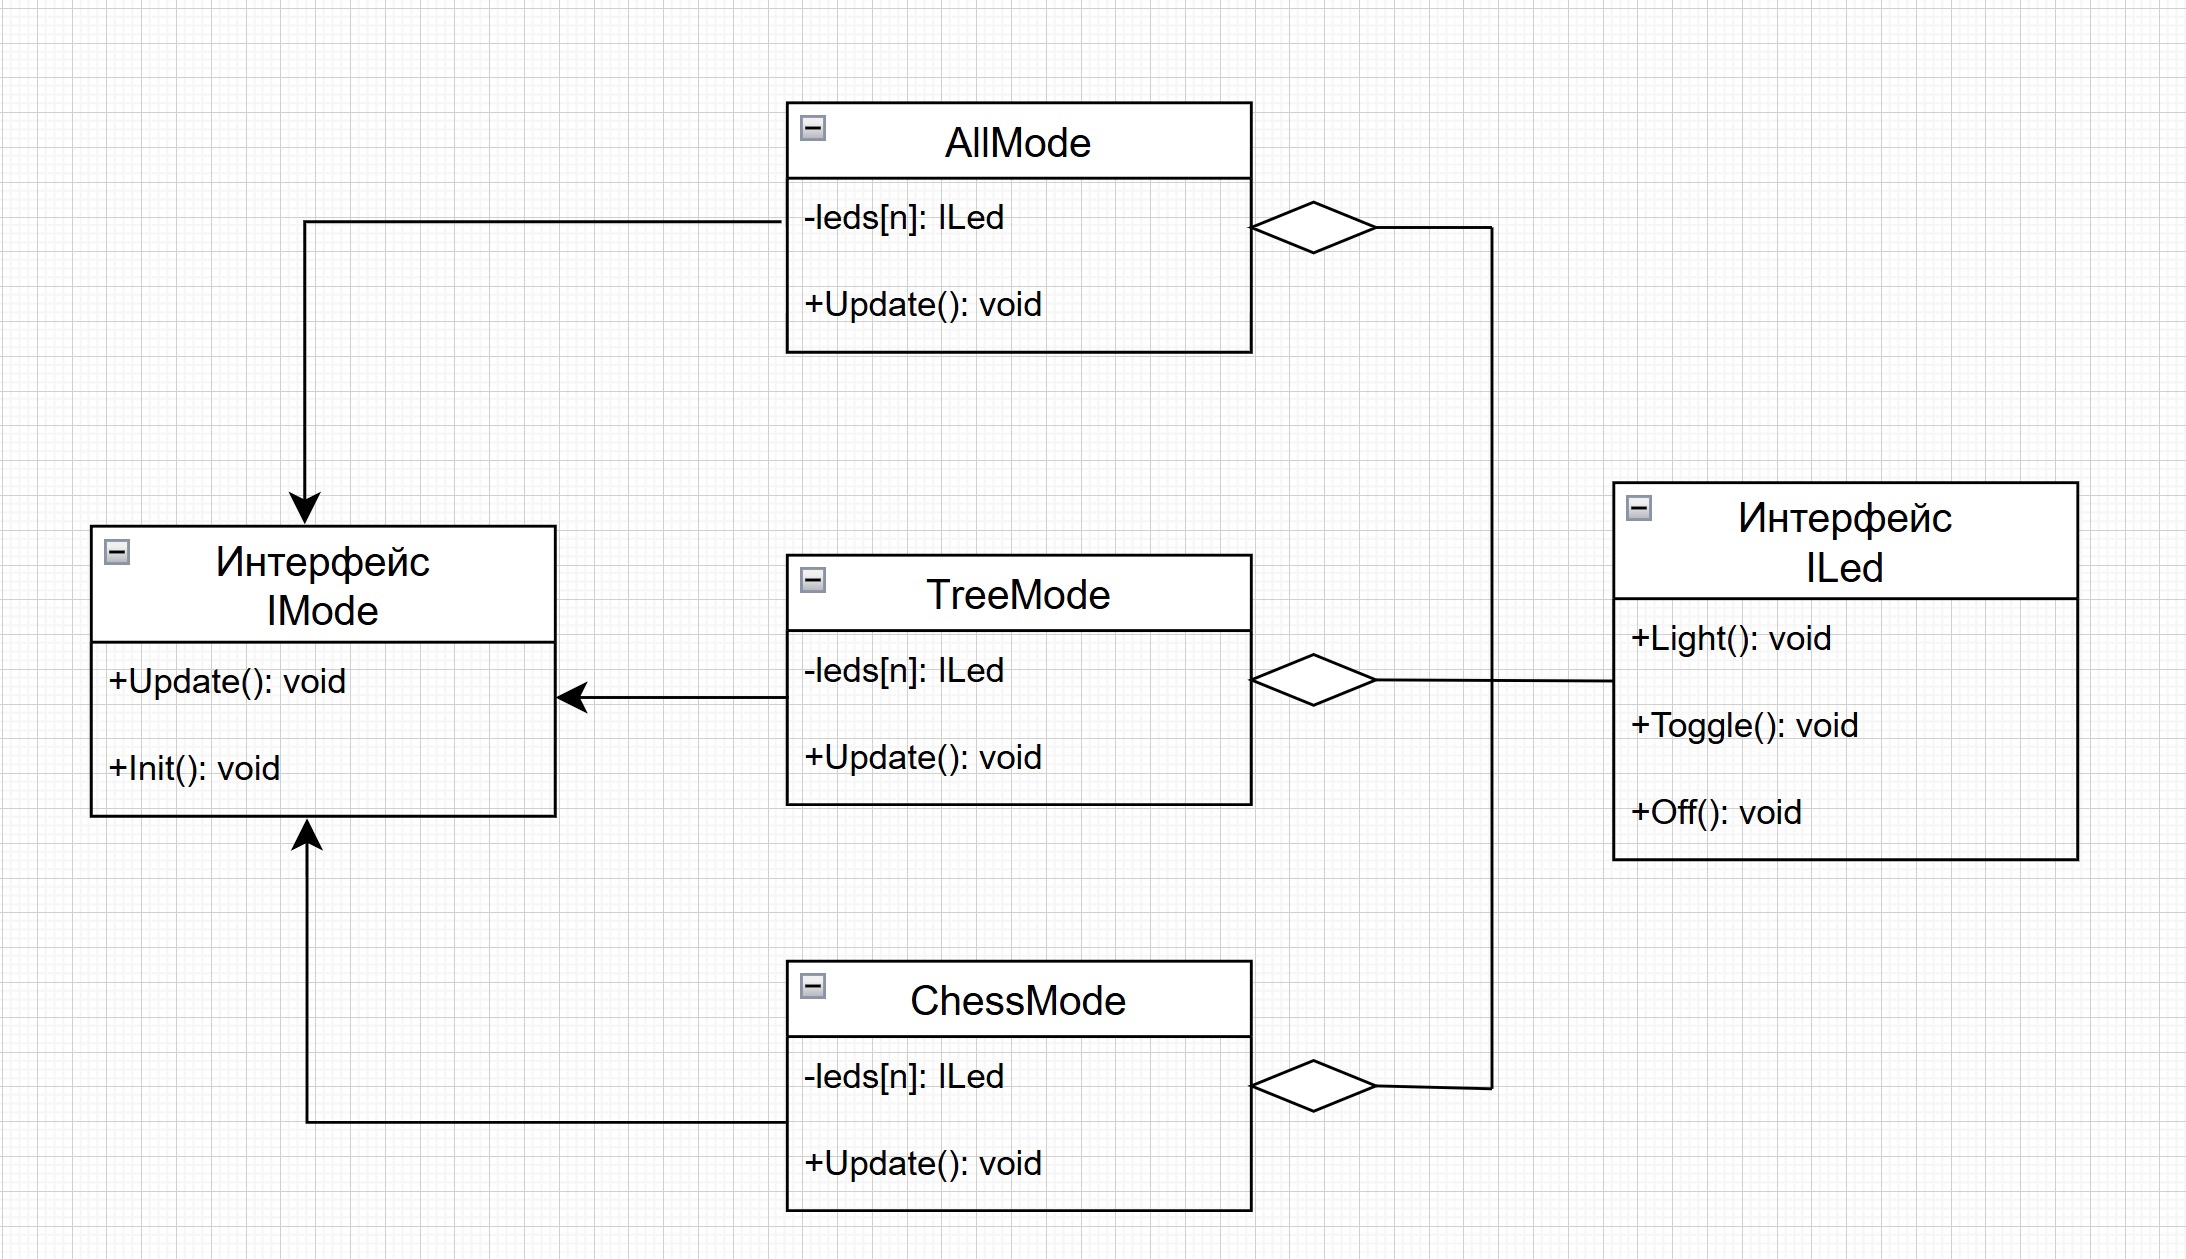 AllMode
-leds[n]: ILed
+Update(): void
Интерфейс
IMode
+Update(): void
+Init(): void
TreeMode
-leds[n]: ILed
+Update(): void
Интерфейс
ILed
+Light(): void
+Toggle(): void
+Off(): void
ChessMode
-leds[n]: ILed
+Update(): void